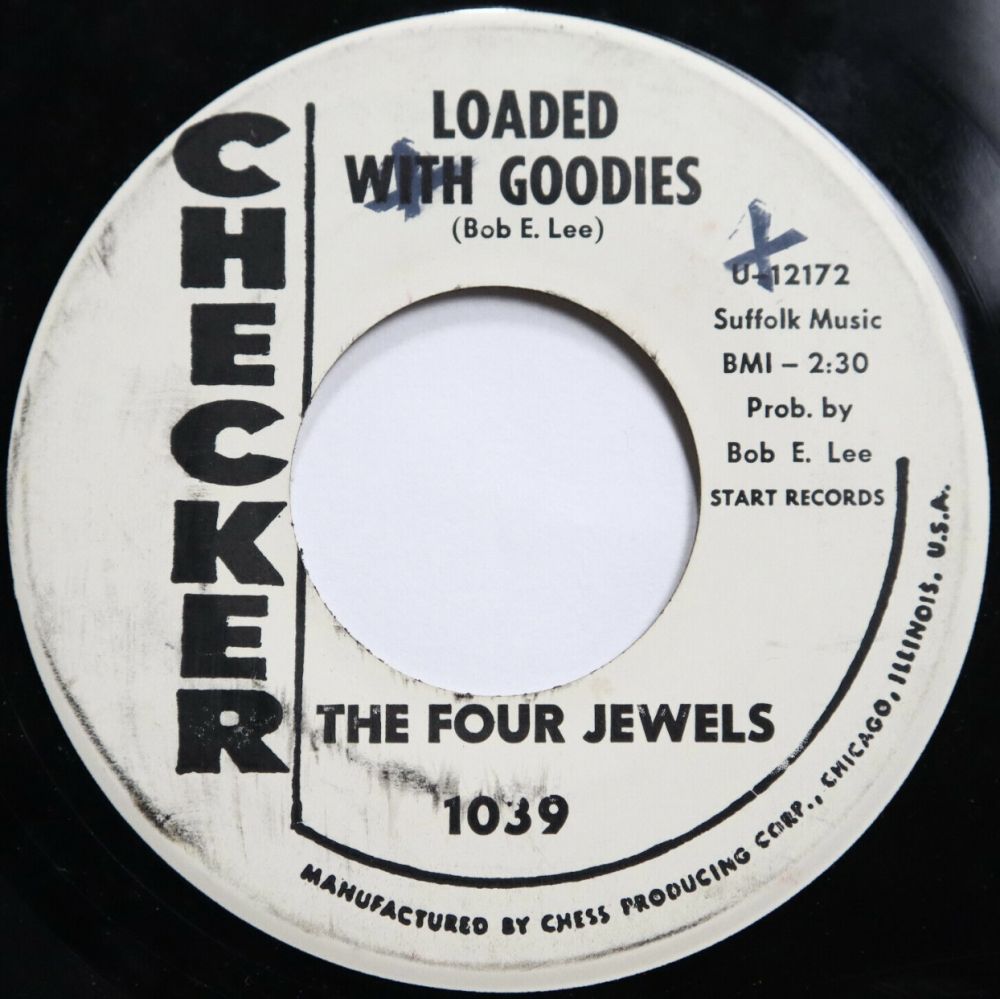 CHECKER
LOADED
WITH GOODIES
(Bob E. Lee)
U-12172
Suffolk Music
BMI – 2:30
Prob. by
Bob E. Lee
START RECORDS
THE FOUR JEWELS
1039
MANUFACTURED BY CHESS PRODUCING CORP., CHICAGO, ILLINOIS. U.S.A.